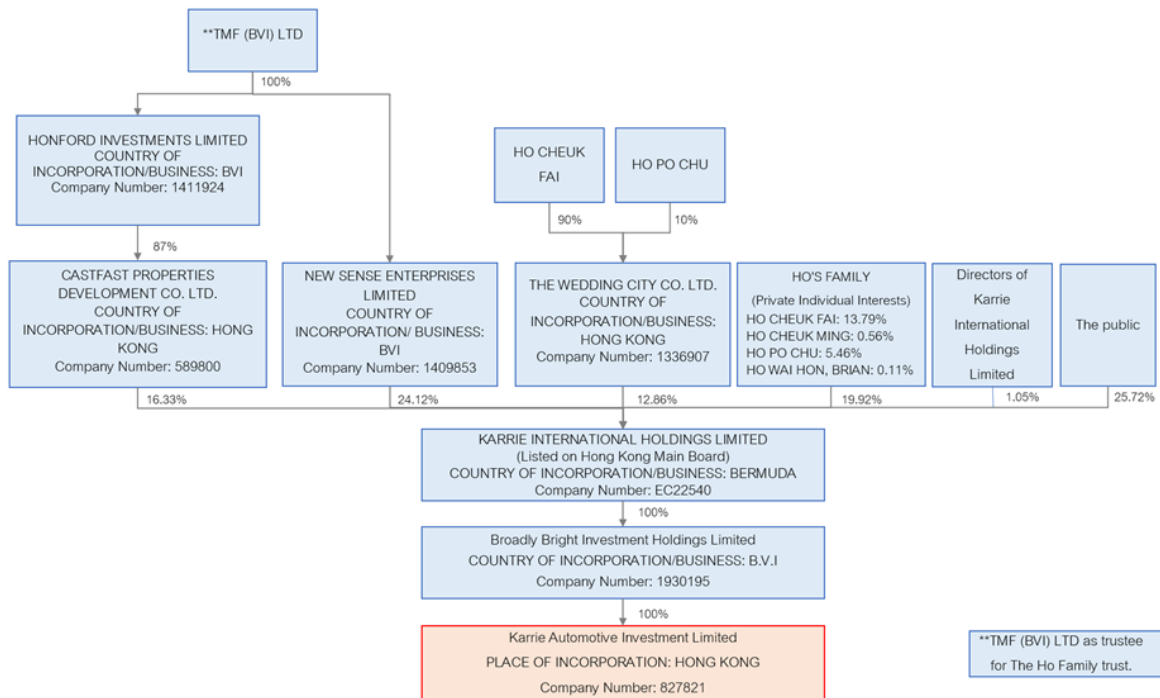 **TMF (BVI) LTD
100%
HONFORD INVESTMENTS LIMITED
COUNTRY OF
INCORPORATION/BUSINESS: BVI
Company Number: 1411924
HO CHEUK
FAI
HO PO CHU
87%
90%
10%
CASTFAST PROPERTIES
DEVELOPMENT CO. LTD.
COUNTRY OF
INCORPORATION/BUSINESS: HONG
KONG
Company Number: 589800
NEW SENSE ENTERPRISES
LIMITED
COUNTRY OF
INCORPORATION/ BUSINESS:
BVI
Company Number: 1409853
THE WEDDING CITY CO. LTD.
COUNTRY OF
INCORPORATION/BUSINESS:
HONG KONG
Company Number: 1336907
HO'S FAMILY
(Private Individual Interests)
HO CHEUK FAI: 13.79%
HO CHEUK MING: 0.56%
HO PO CHU: 5.46%
HO WAI HON, BRIAN: 0.11%
Directors of
Karrie
International
Holdings
Limited
The public
16.33%
24.12%
12.86%
19.92%
1.05%
25.72%
KARRIE INTERNATIONAL HOLDINGS LIMITED
(Listed on Hong Kong Main Board)
COUNTRY OF INCORPORATION/BUSINESS: BERMUDA
Company Number: EC22540
100%
Broadly Bright Investment Holdings Limited
COUNTRY OF INCORPORATION/BUSINESS: B.V.I
Company Number: 1930195
100%
Karrie Automotive Investment Limited
PLACE OF INCORPORATION: HONG KONG
Company Number: 827821
**TMF (BVI) LTD as trustee
for The Ho Family trust.